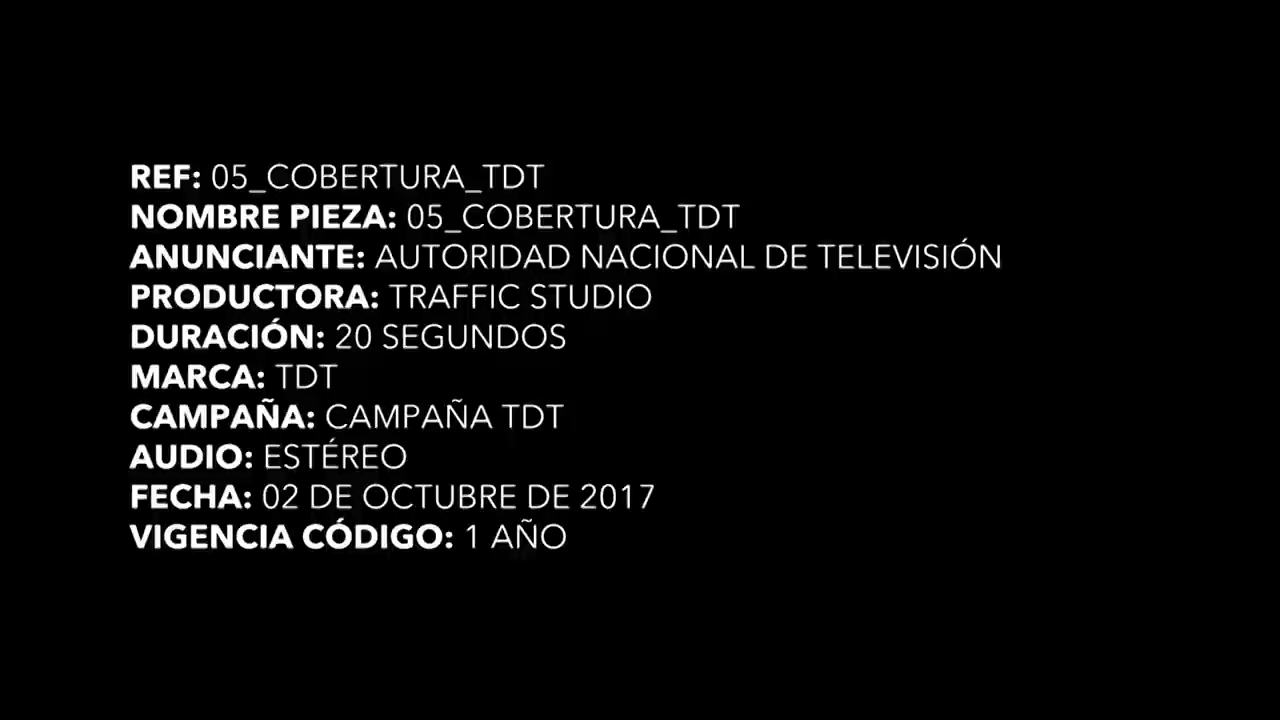 REF: 05_COBERTURA_TDT
NOMBRE PIEZA: 05_COBERTURA_TDT
ANUNCIANTE: AUTORIDAD NACIONAL DE TELEVISIÓN
PRODUCTORA: TRAFFIC STUDIO
DURACIÓN: 20 SEGUNDOS
MARCA: TDT
CAMPAÑA: CAMPAÑA TDT
AUDIO: ESTÉREO
FECHA: 02 DE OCTUBRE DE 2017
VIGENCIA CÓDIGO: 1 AÑO